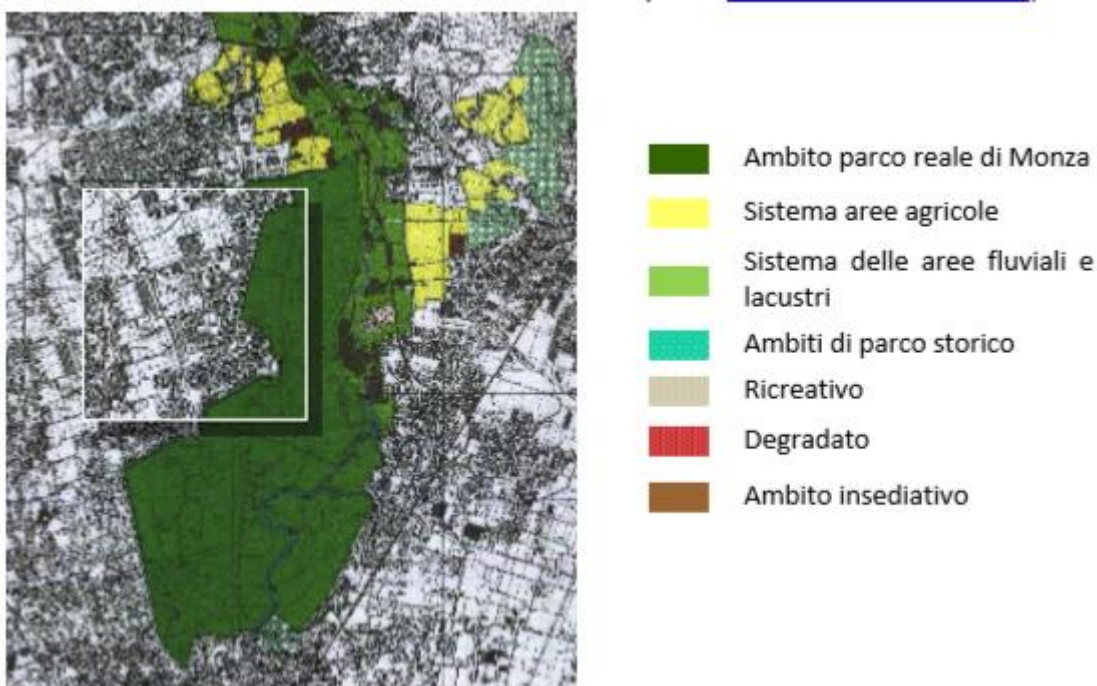 Ambito parco reale di Monza
Sistema aree agricole
Sistema delle aree fluviali e
lacustri
Ambiti di parco storico
Ricreativo
Degradato
Ambito insediativo